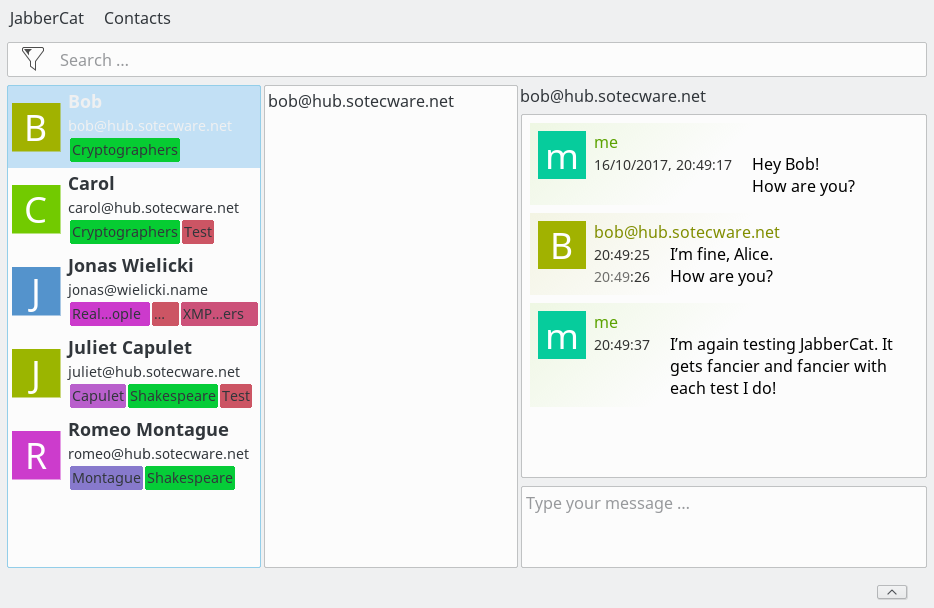 JabberCat Contacts
Search ...
B
Bob
bob@hub.sotecware.net
Cryptographers
C
Carol
carol@hub.sotecware.net
Cryptographers Test
J
Jonas Wielicki
jonas@wielicki.name
Real...ople ... XMP...ers
J
Juliet Capulet
juliet@hub.sotecware.net
Capulet Shakespeare Test
R
Romeo Montague
romeo@hub.sotecware.net
Montague Shakespeare
bob@hub.sotecware.net
bob@hub.sotecware.net
m
me
16/10/2017, 20:49:17 Hey Bob!
How are you?
B
bob@hub.sotecware.net
20:49:25 I’m fine, Alice.
20:49:26 How are you?
m
me
20:49:37 I’m again testing JabberCat. It
gets fancier and fancier with
each test I do!
Type your message ...